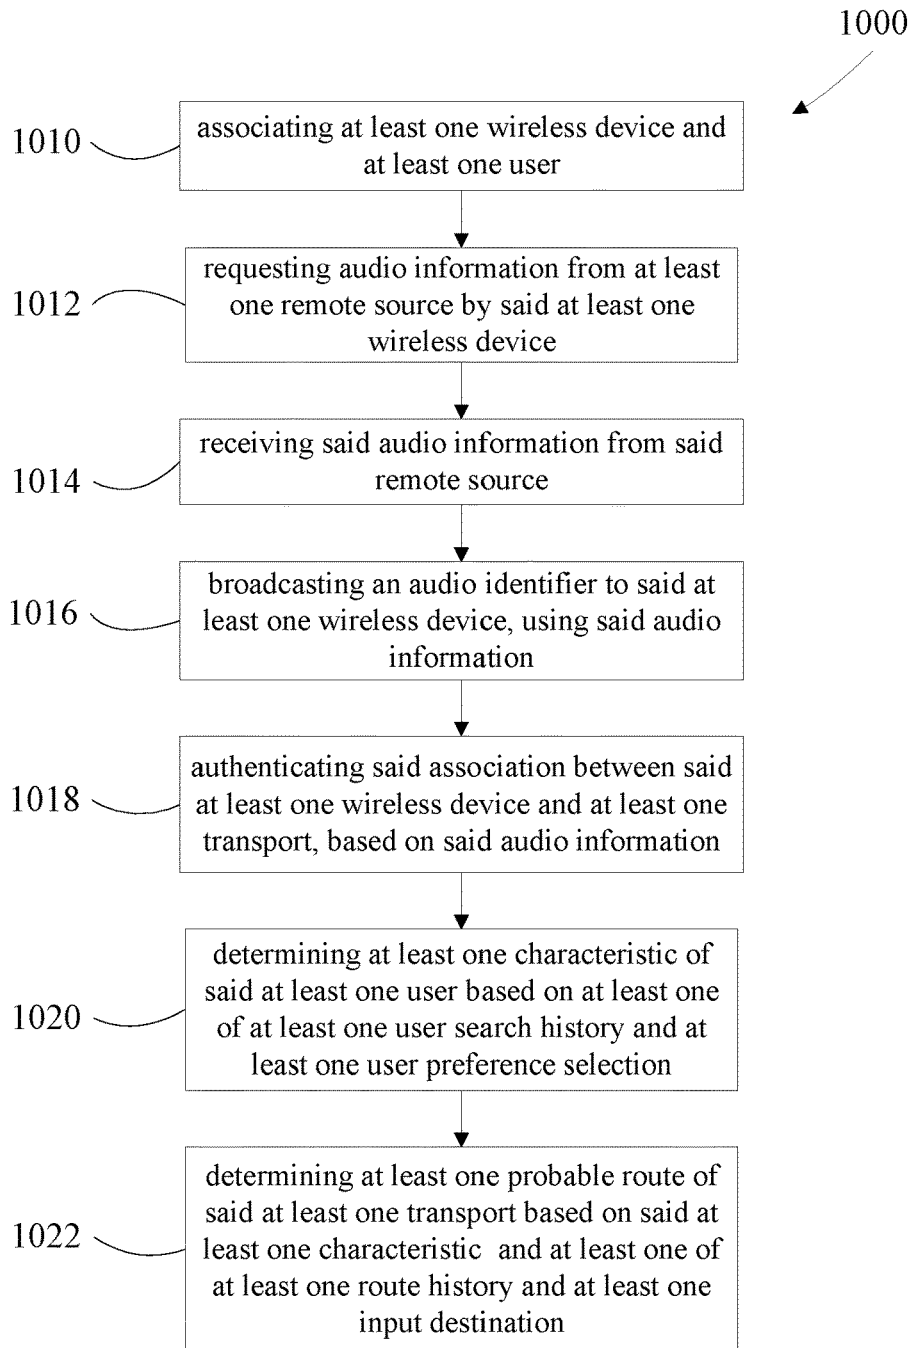 1000
1010
associating at least one wireless device and
at least one user
1012
requesting audio information from at least
one remote source by said at least one
wireless device
1014
receiving said audio information from said
remote source
1016
broadcasting an audio identifier to said at
least one wireless device, using said audio
information
1018
authenticating said association between said
at least one wireless device and at least one
transport, based on said audio information
1020
determining at least one characteristic of
said at least one user based on at least one
of at least one user search history and at
least one user preference selection
1022
determining at least one probable route of
said at least one transport based on said at
least one characteristic and at least one of
at least one route history and at least one
input destination